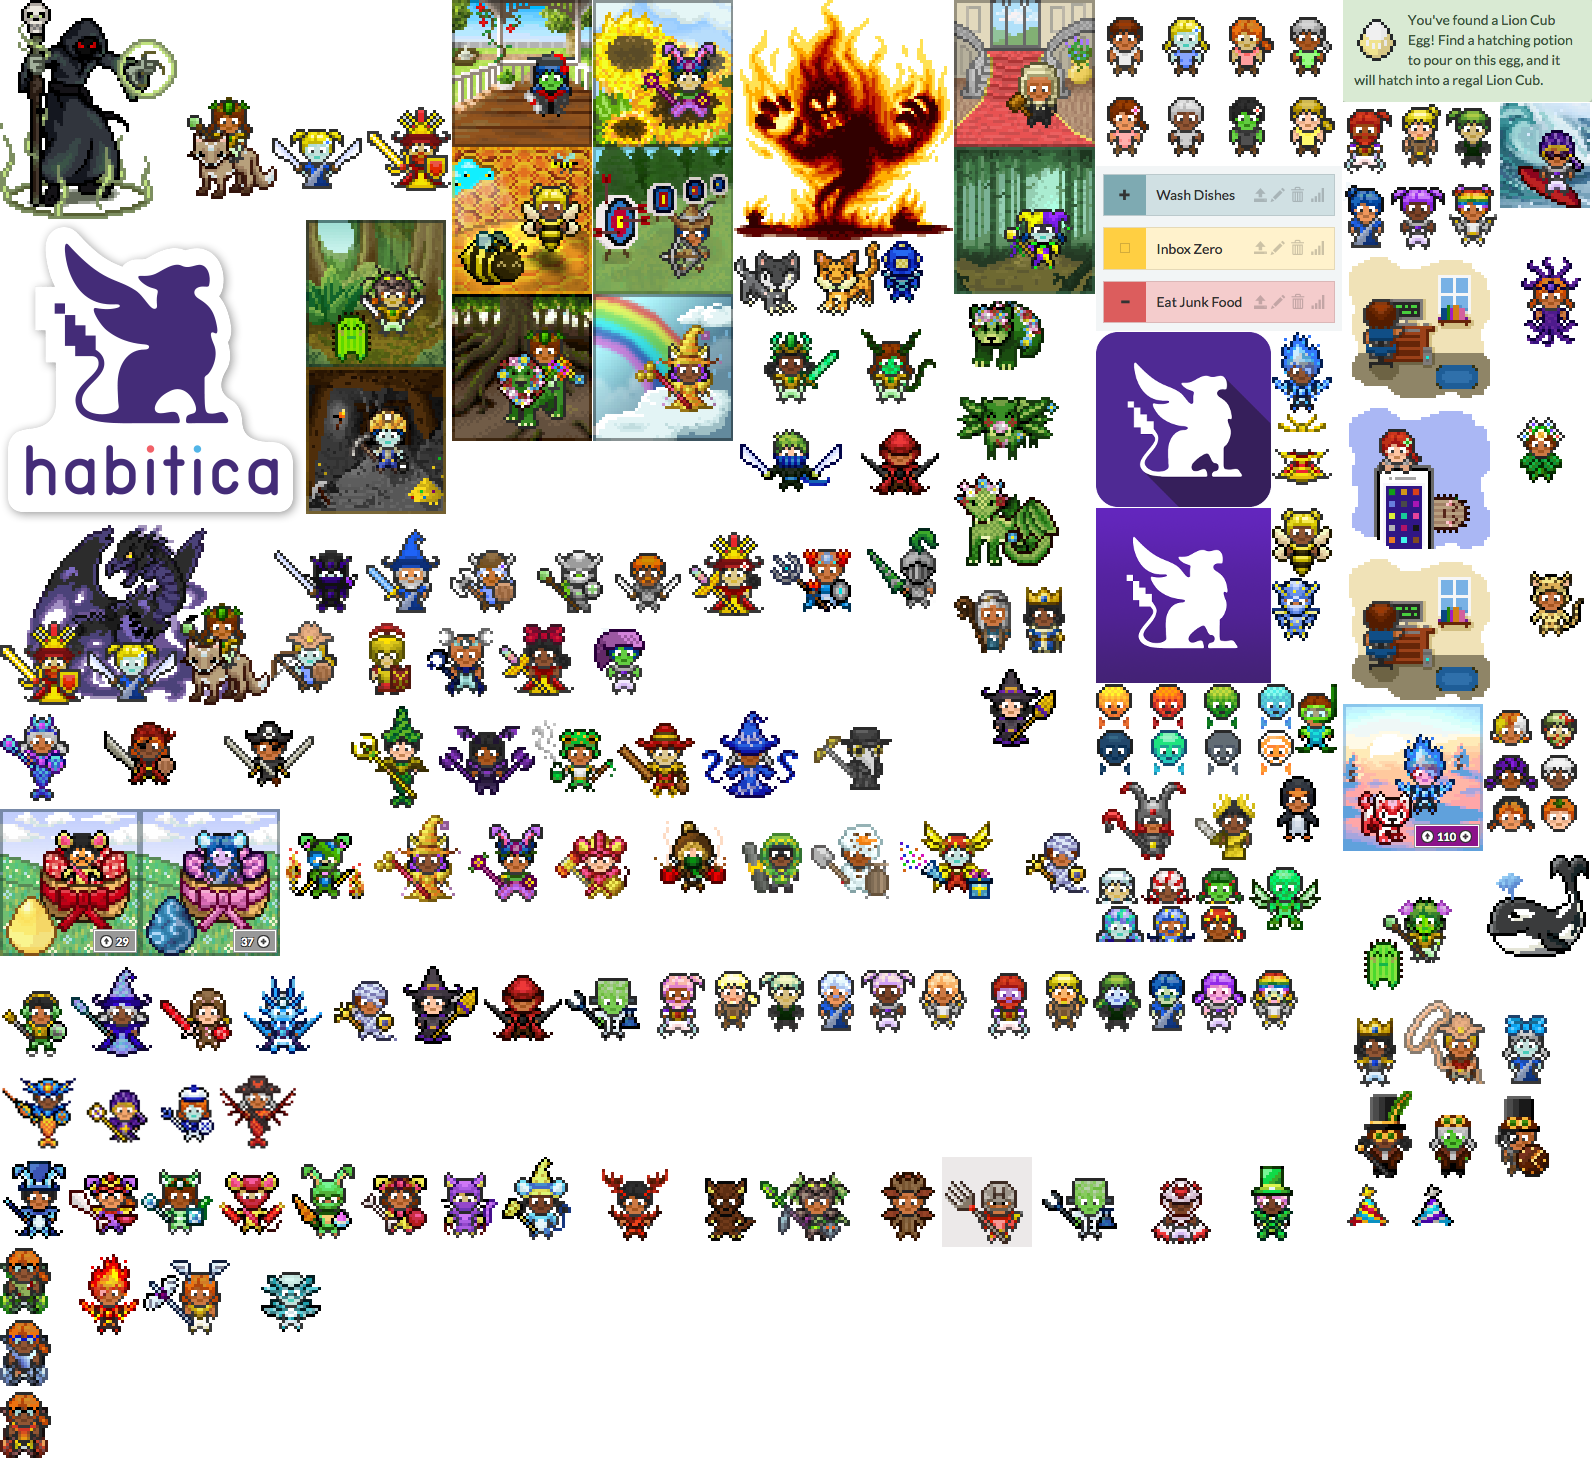 You've found a Lion Cub
Egg! Find a hatching potion
to pour on this egg, and it
will hatch into a regal Lion Cub.
Wash Dishes
Inbox Zero
Eat Junk Food
habitica
110
29
37